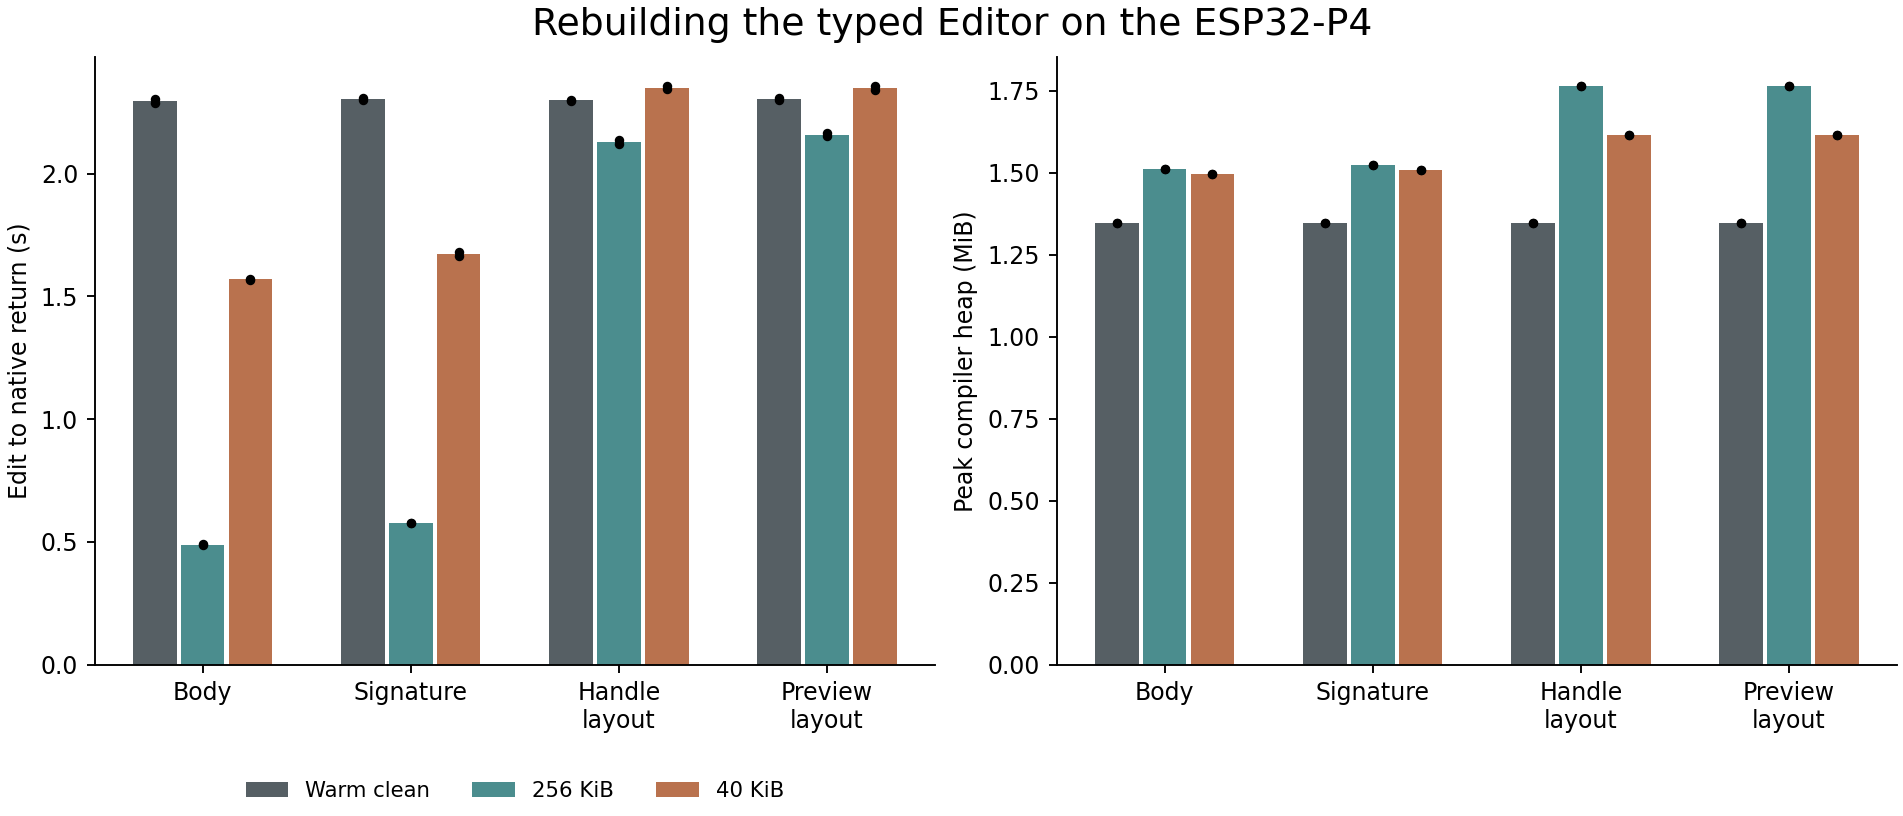 Rebuilding the typed Editor on the ESP32-P4
Edit to native return (s)
2.0
1.5
1.0
0.5
0.0
Body
Signature
Handle
layout
Preview
layout
Peak compiler heap (MiB)
1.75
1.50
1.25
1.00
0.75
0.50
0.25
0.00
Body
Signature
Handle
layout
Preview
layout
Warm clean
256 KiB
40 KiB